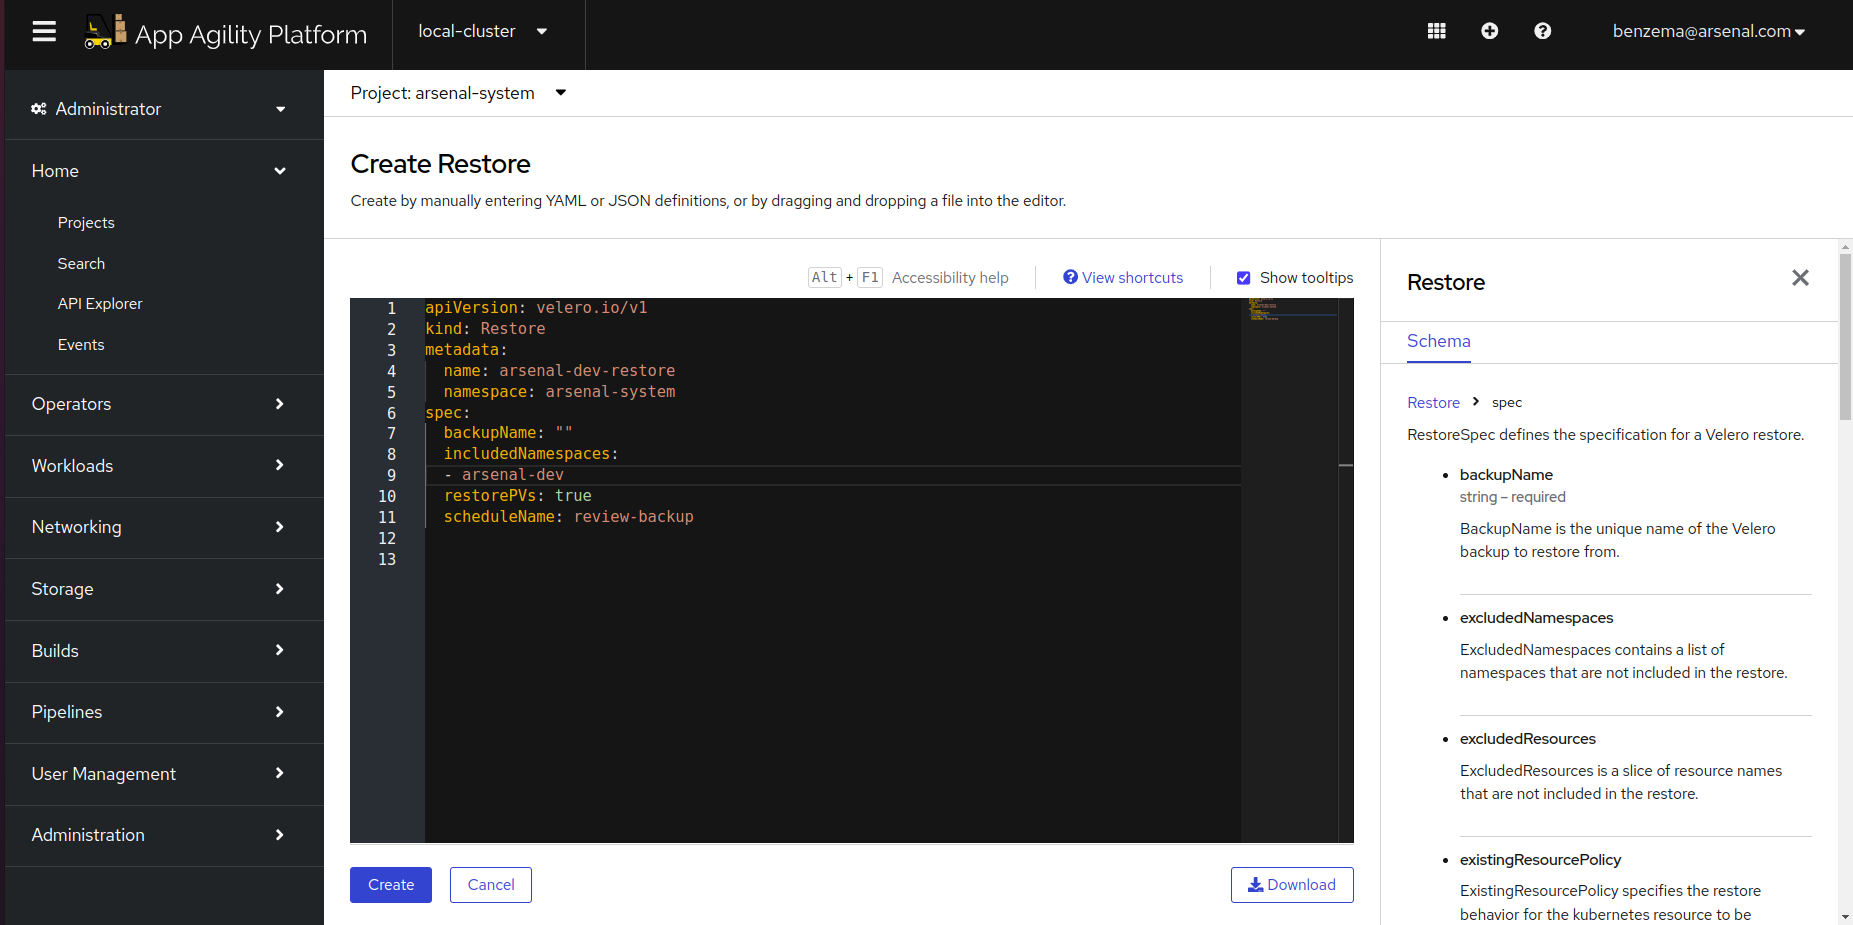 App Agility Platform
local-cluster
benzema@arsenal.com
Administrator
Home
Projects
Search
API Explorer
Events
Operators
Workloads
Networking
Storage
Builds
Pipelines
User Management
Administration
Project: arsenal-system
Create Restore
Create by manually entering YAML or JSON definitions, or by dragging and dropping a file into the editor.
Alt + F1 Accessibility help
View shortcuts
Show tooltips
1 apiVersion: velero.io/v1
2 kind: Restore
3 metadata:
4   name: arsenal-dev-restore
5   namespace: arsenal-system
6 spec:
7   backupName: ""
8   includedNamespaces:
9   - arsenal-dev
10   restorePVs: true
11   scheduleName: review-backup
12
13
Create
Cancel
Download
Restore
Schema
Restore > spec
RestoreSpec defines the specification for a Velero restore.
• backupName
string – required
BackupName is the unique name of the Velero
backup to restore from.
• excludedNamespaces
ExcludedNamespaces contains a list of
namespaces that are not included in the restore.
• excludedResources
ExcludedResources is a slice of resource names
that are not included in the restore.
• existingResourcePolicy
ExistingResourcePolicy specifies the restore
behavior for the kubernetes resource to be